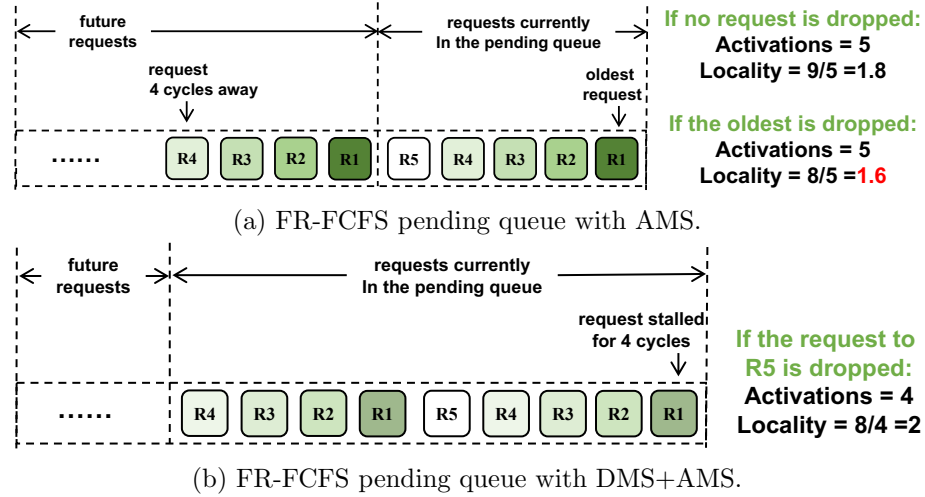 future
requests
requests currently
In the pending queue
request
4 cycles away
oldest
request
......
R4 R3 R2 R1 R5 R4 R3 R2 R1
If no request is dropped:
Activations = 5
Locality = 9/5 =1.8
If the oldest is dropped:
Activations = 5
Locality = 8/5 =1.6
(a) FR-FCFS pending queue with AMS.
future
requests
requests currently
In the pending queue
request stalled
for 4 cycles
......
R4 R3 R2 R1 R5 R4 R3 R2 R1
If the request to
R5 is dropped:
Activations = 4
Locality = 8/4 =2
(b) FR-FCFS pending queue with DMS+AMS.